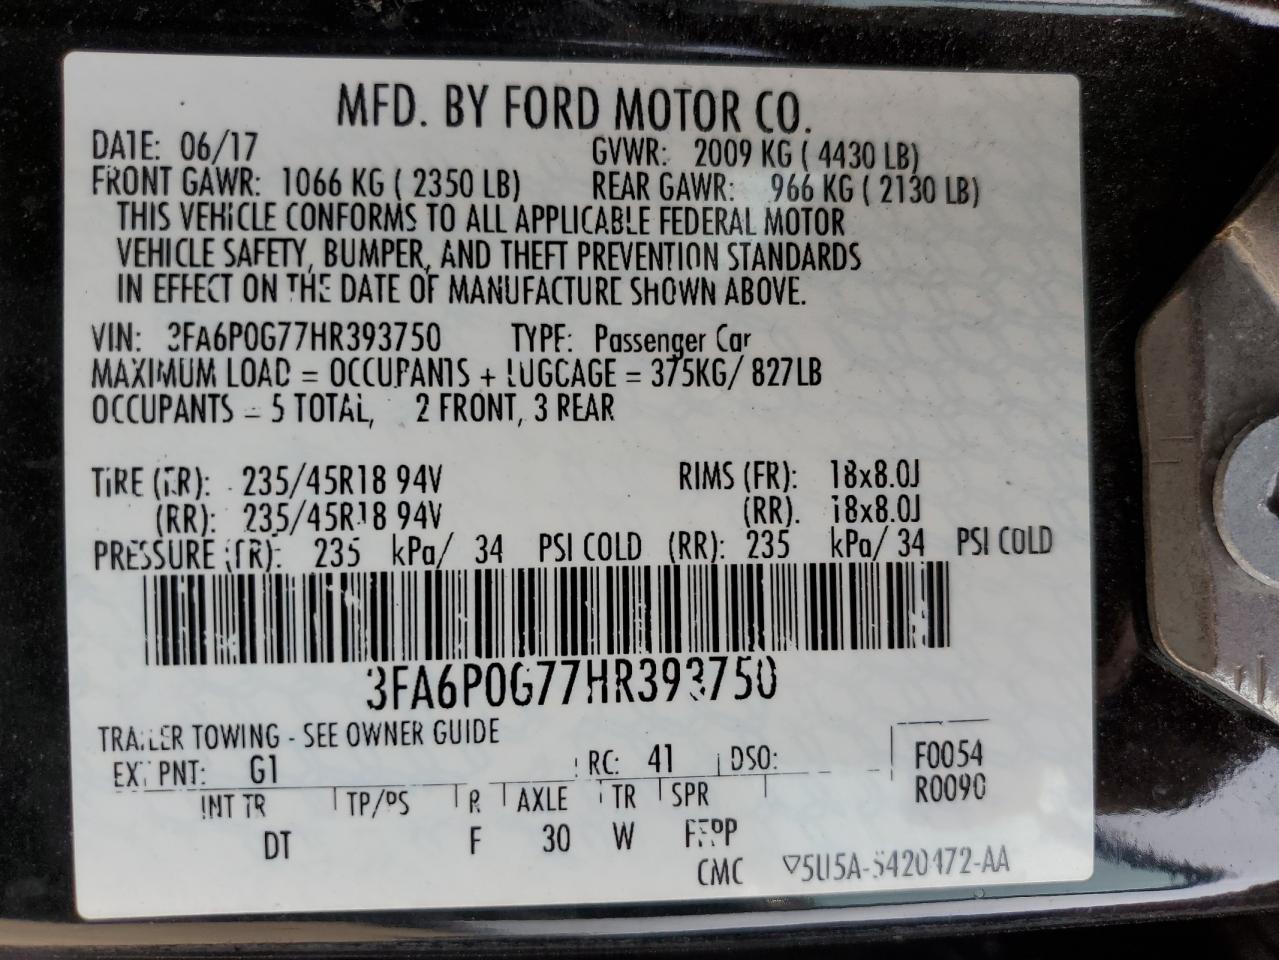 MFD. BY FORD MOTOR CO.
DATE: 06/17 GVWR: 2009 KG ( 4430 LB)
FRONT GAWR: 1066 KG ( 2350 LB) REAR GAWR: 966 KG ( 2130 LB)
THIS VEHICLE CONFORMS TO ALL APPLICABLE FEDERAL MOTOR
VEHICLE SAFETY, BUMPER, AND THEFT PREVENTION STANDARDS
IN EFFECT ON THE DATE OF MANUFACTURE SHOWN ABOVE.
VIN: 3FA6P0G77HR393750 TYPE: Passenger Car
MAXIMUM LOAD = OCCUPANTS + LUGGAGE = 375KG/ 827LB
OCCUPANTS = 5 TOTAL, 2 FRONT, 3 REAR
TIRE (FR): 235/45R18 94V RIMS (FR): 18x8.0J
(RR): 235/45R18 94V (RR): 18x8.0J
PRESSURE (FR): 235 kPa/ 34 PSI COLD (RR): 235 kPa/ 34 PSI COLD
3FA6P0G77HR393750
TRAILER TOWING - SEE OWNER GUIDE
EXT PNT: G1 RC: 41 DSO: F0054
INT TR TP/PS R AXLE TR SPR R0090
DT F 30 W
CMC ▽5U5A-5420472-AA